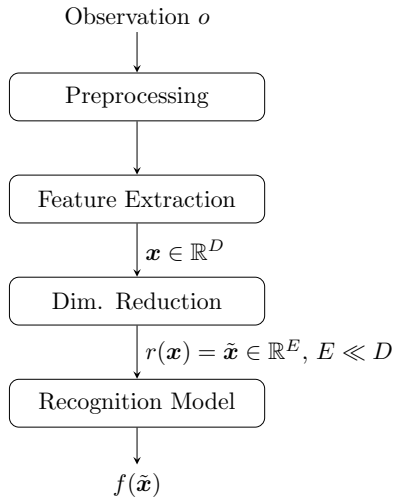 Observation o
Preprocessing
Feature Extraction
x ∈ ℝ^D
Dim. Reduction
r(x) = x̃ ∈ ℝ^E, E ≪ D
Recognition Model
f(x̃)